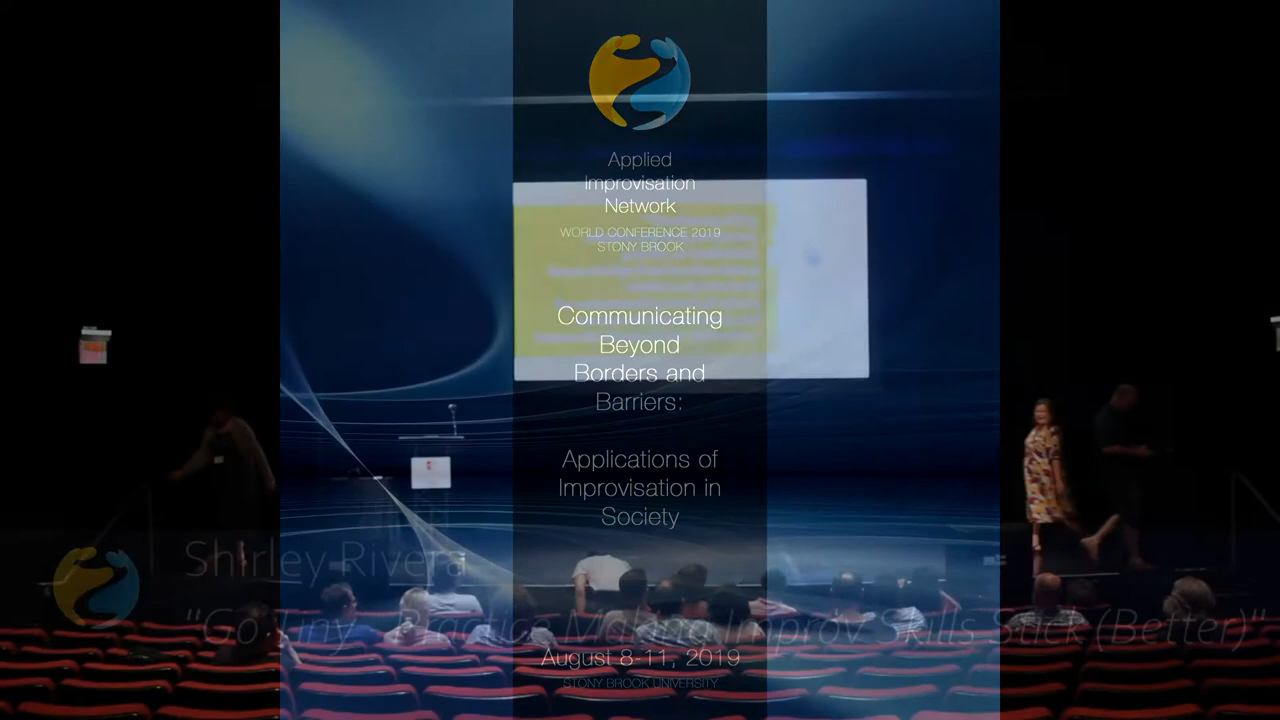 Applied
Improvisation
Network
WORLD CONFERENCE 2019
STONY BROOK
Communicating
Beyond
Borders and
Barriers:
Applications of
Improvisation in
Society
Shirley Rivera
"Go Tiny - Practice Making Improv Skills Stick (Better)"
August 8-11, 2019
STONY BROOK UNIVERSITY